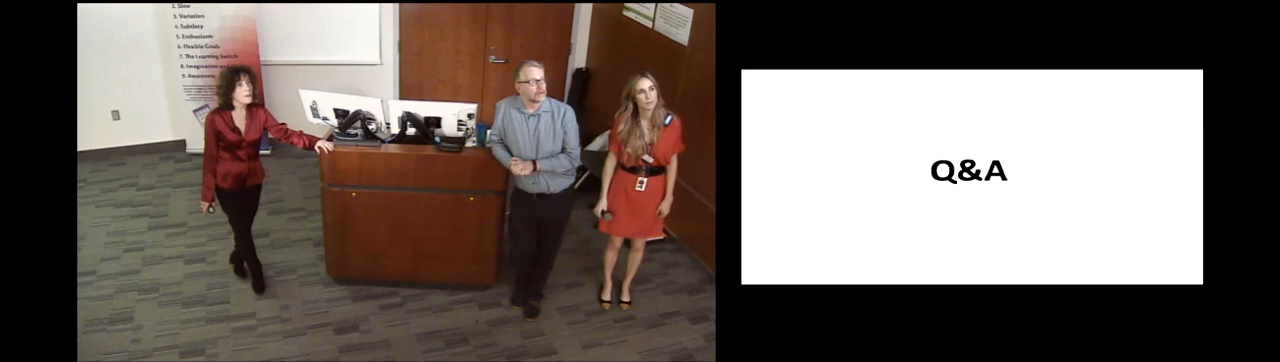 2. Slow
3. Variation
4. Subtlety
5. Enthusiasm
6. Flexible Goals
7. The Learning Switch
8. Imagination and
9. Awareness
Q&A